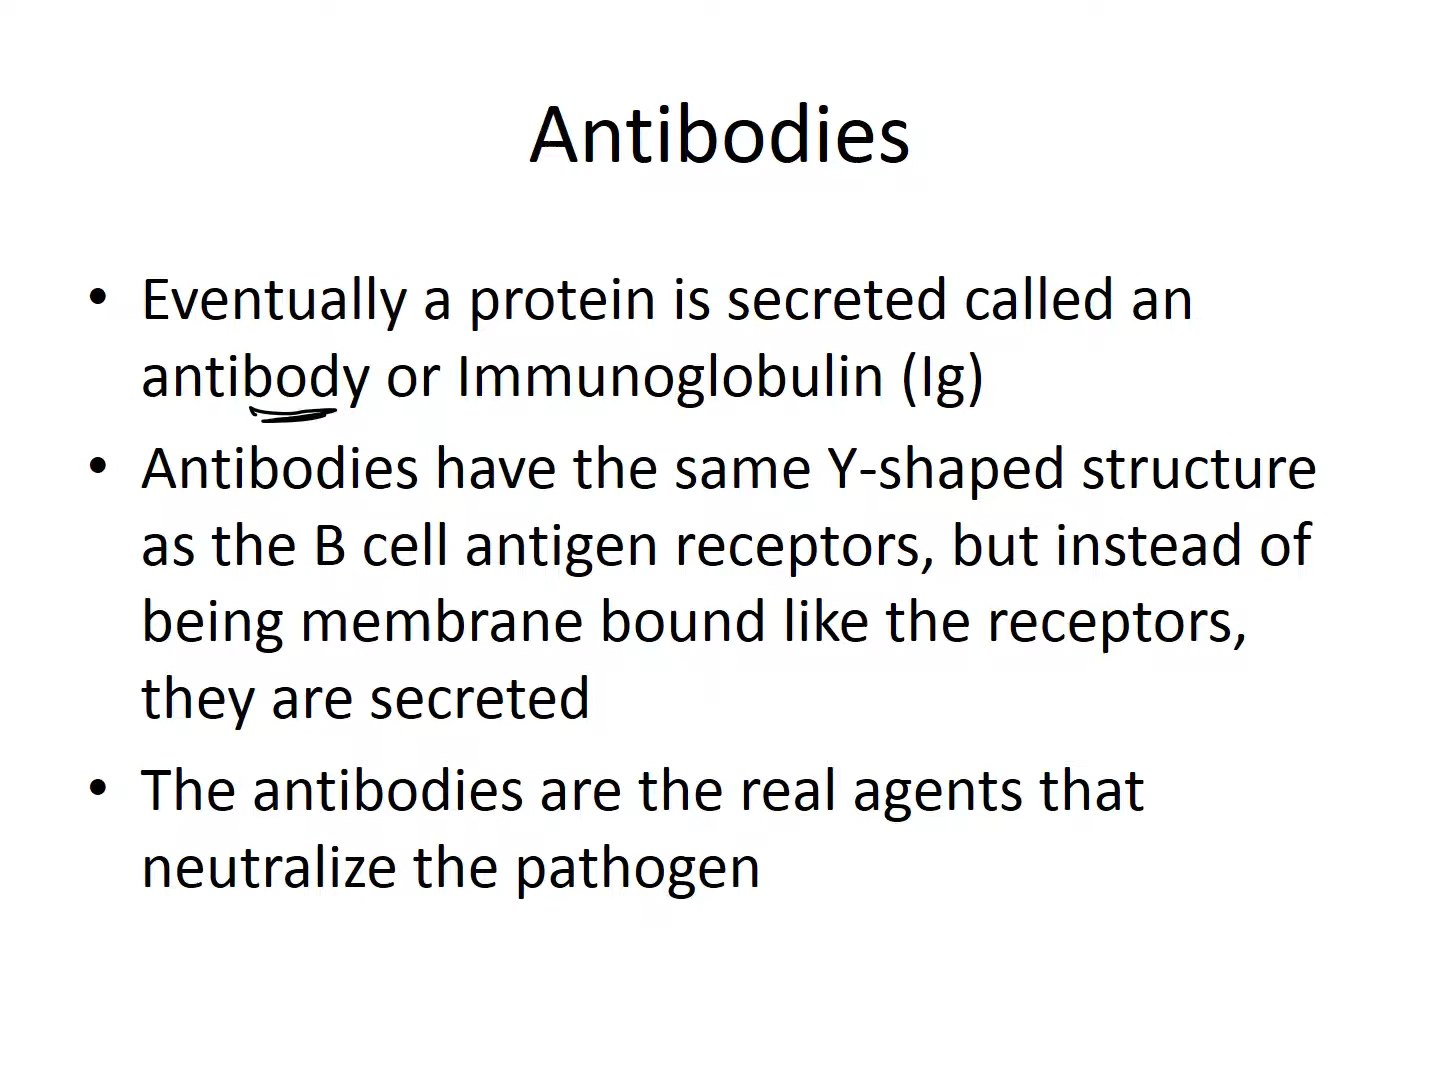 Antibodies
• Eventually a protein is secreted called an
antibody or Immunoglobulin (Ig)
• Antibodies have the same Y-shaped structure
as the B cell antigen receptors, but instead of
being membrane bound like the receptors,
they are secreted
• The antibodies are the real agents that
neutralize the pathogen